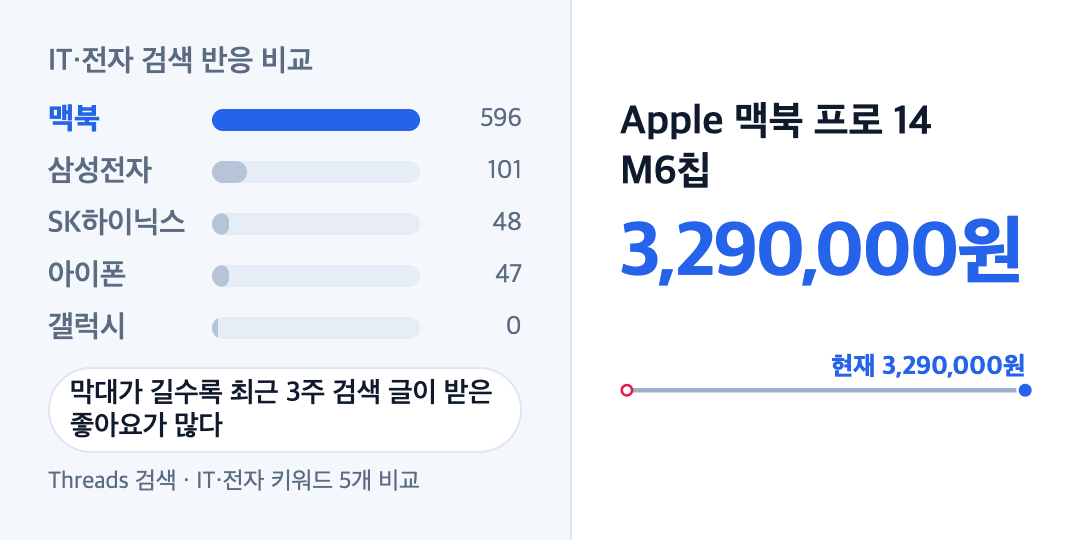 IT·전자 검색 반응 비교
맥북 596
삼성전자 101
SK하이닉스 48
아이폰 47
갤럭시 0
막대가 길수록 최근 3주 검색 글이 받은
좋아요가 많다
Threads 검색 · IT·전자 키워드 5개 비교
Apple 맥북 프로 14
M6칩
3,290,000원
현재 3,290,000원